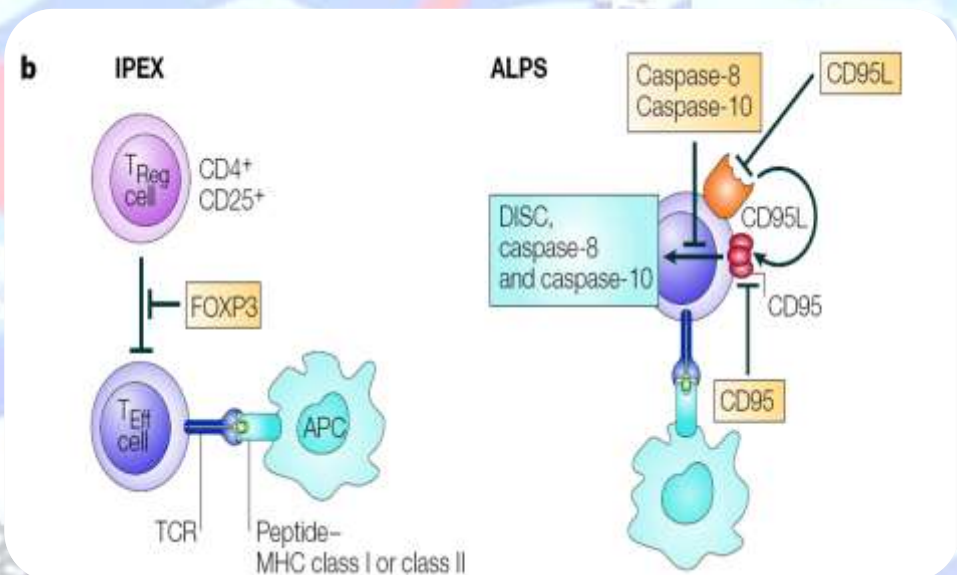 b
IPEX
TReg
cell
CD4+
CD25+
FOXP3
TEff
cell
APC
TCR
Peptide–
MHC class I or class II
ALPS
Caspase-8
Caspase-10
CD95L
DISC,
caspase-8
and caspase-10
CD95L
CD95
CD95